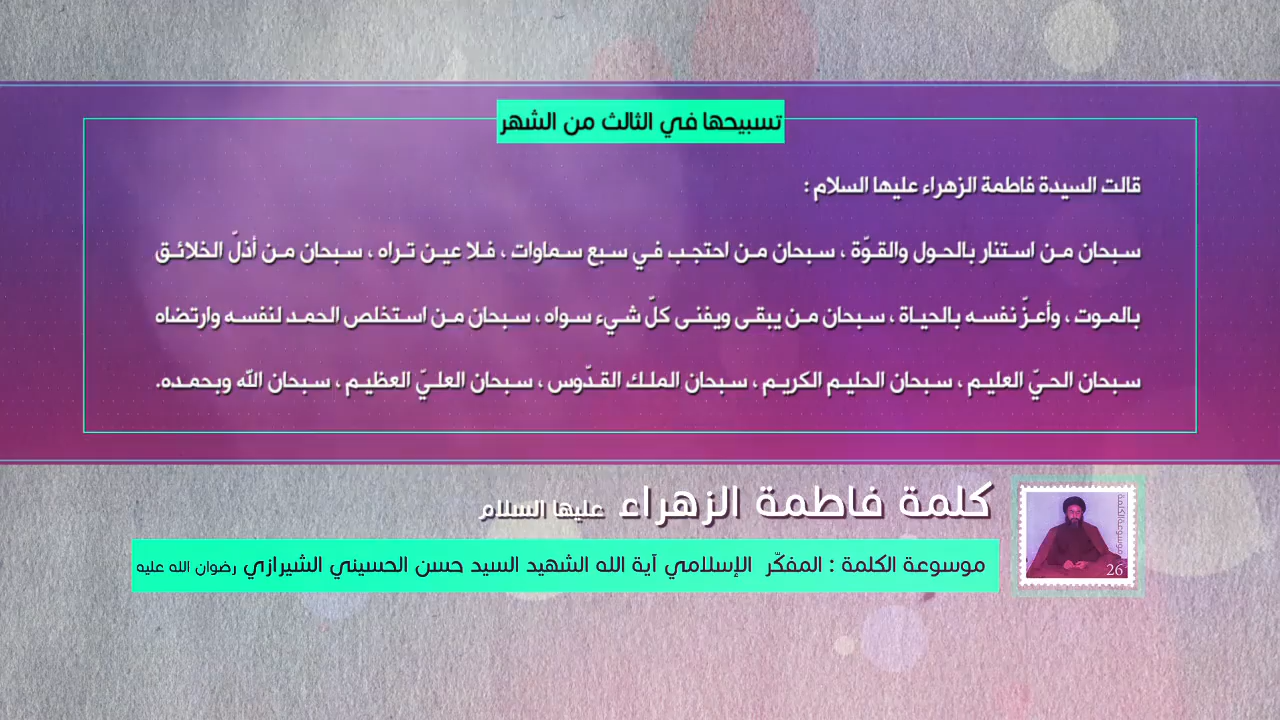 تسبيحها في الثالث من الشهر
قالت السيدة فاطمة الزهراء عليها السلام :
سبحان من استنار بالحول والقوّة ، سبحان من احتجب في سبع سماوات ، فلا عين تراه ، سبحان من أذلّ الخلائق
بالموت ، وأعزّ نفسه بالحياة ، سبحان من يبقى ويفنى كلّ شيء سواه ، سبحان من استخلص الحمد لنفسه وارتضاه
سبحان الحيّ العليم ، سبحان الحليم الكريم ، سبحان الملك القدّوس ، سبحان العليّ العظيم ، سبحان الله وبحمده.
كلمة فاطمة الزهراء عليها السلام
موسوعة الكلمة : المفكّر الإسلامي آية الله الشهيد السيد حسن الحسيني الشيرازي رضوان الله عليه
موسوعة الكلمة
26